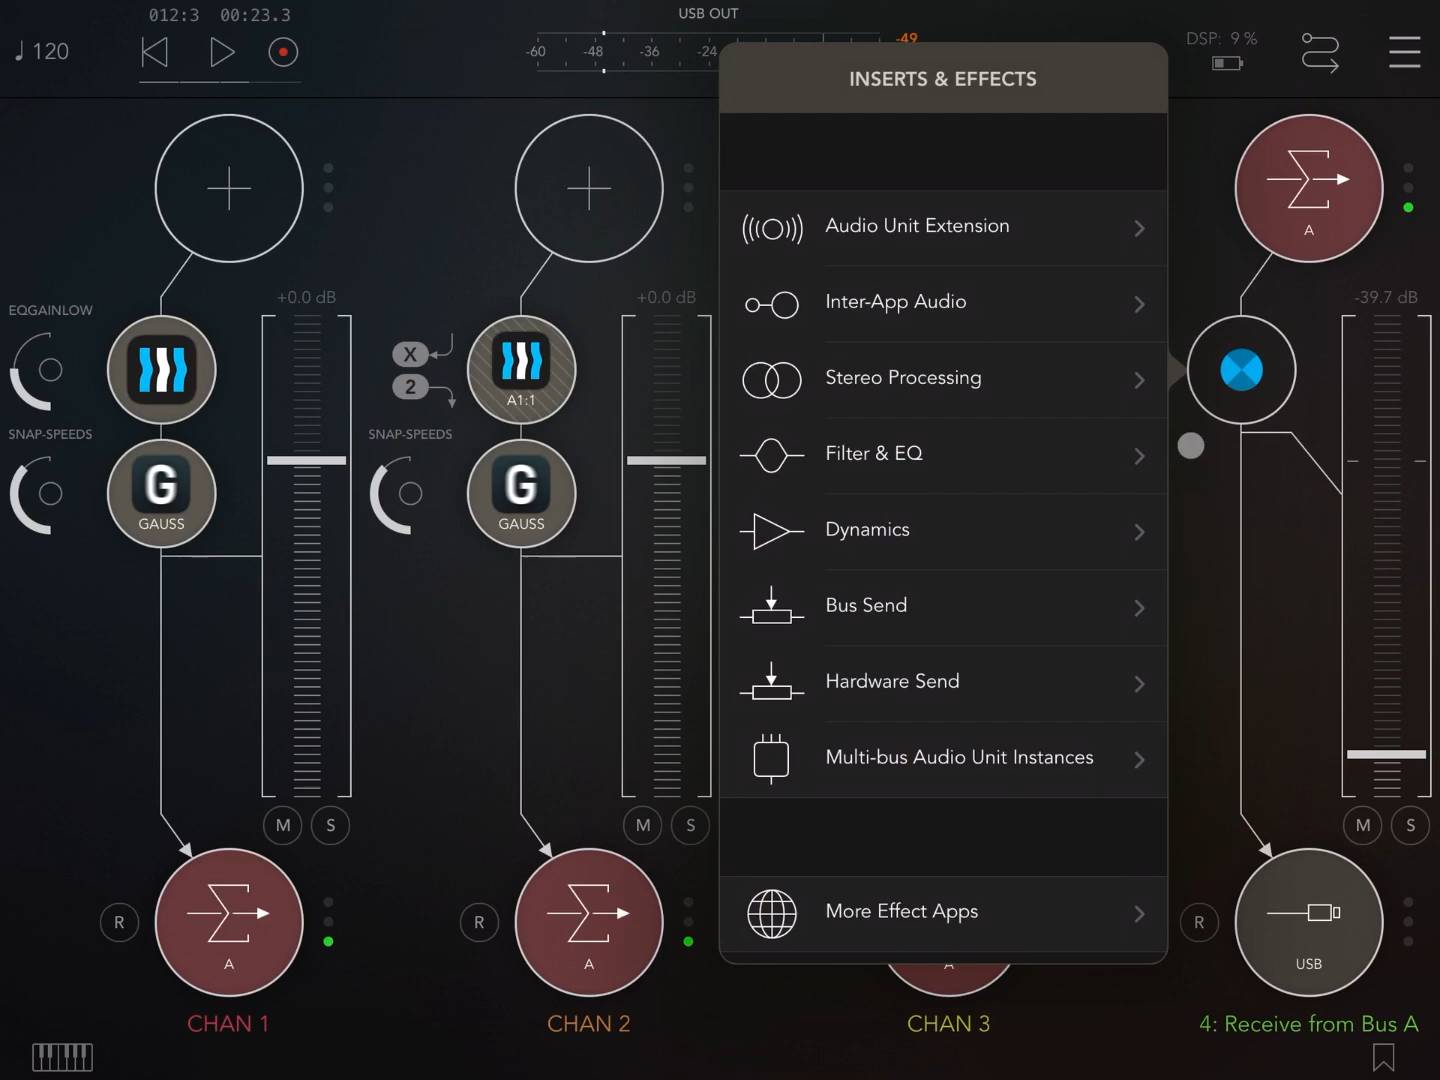 012:3 00:23.3
USB OUT
♩ 120
-60 -48 -36 -24
-49
DSP: 9 %
INSERTS & EFFECTS
Audio Unit Extension
Inter-App Audio
Stereo Processing
Filter & EQ
Dynamics
Bus Send
Hardware Send
Multi-bus Audio Unit Instances
More Effect Apps
EQGAINLOW
+0.0 dB
SNAP-SPEEDS
G
GAUSS
M S
R
A
CHAN 1
+0.0 dB
X
2
A1:1
SNAP-SPEEDS
G
GAUSS
M S
R
A
CHAN 2
A
CHAN 3
A
-39.7 dB
M S
R
USB
4: Receive from Bus A